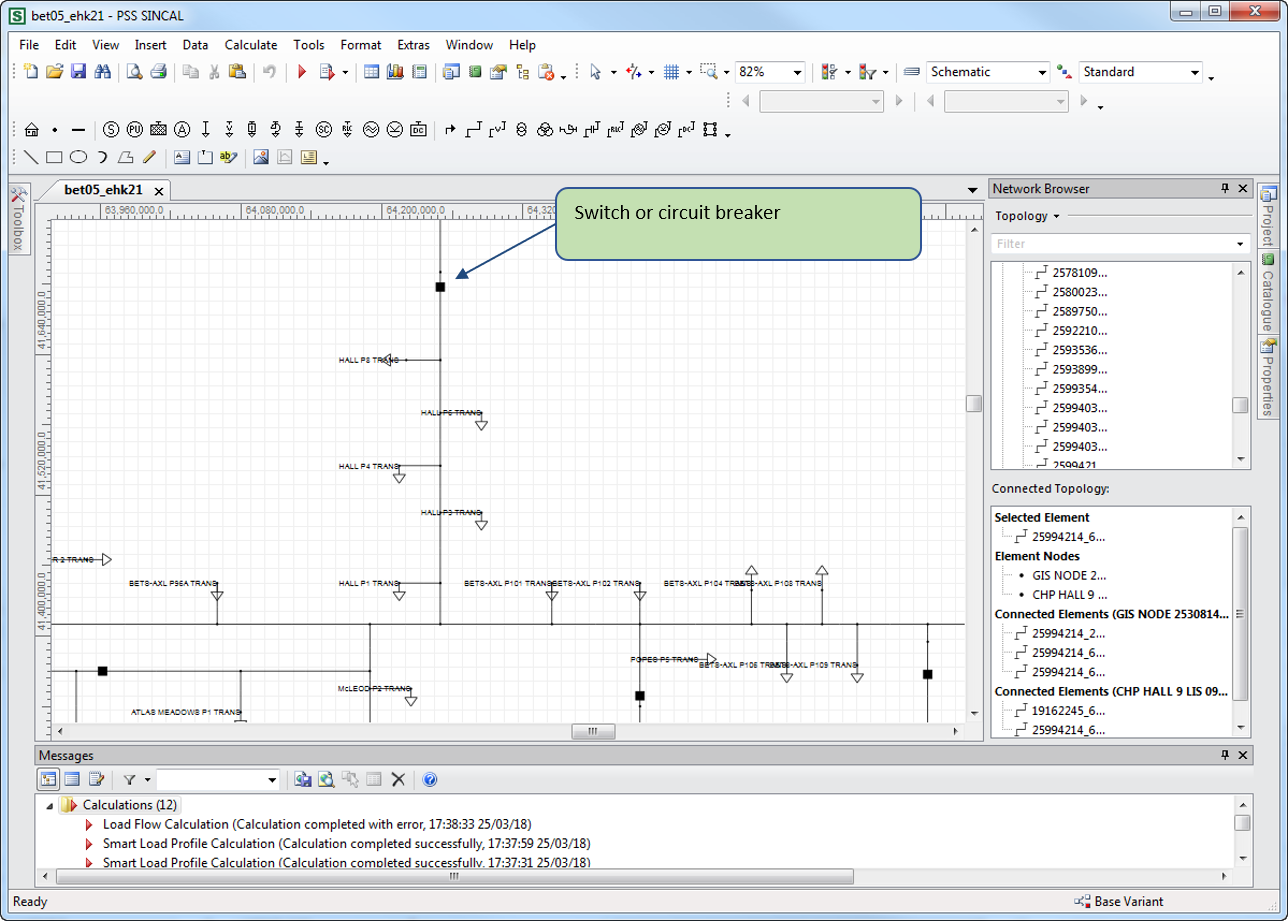 bet05_ehk21 - PSS SINCAL
File Edit View Insert Data Calculate Tools Format Extras Window Help
82% Schematic Standard
S PU A SC RLC DC
Toolbox
bet05_ehk21
63,960,000.0 64,080,000.0 64,200,000.0 64,320
Switch or circuit breaker
41,640,000.0
41,520,000.0
41,400,000.0
HALL P8 TRANS
HALL P5 TRANS
HALL P4 TRANS
HALL P3 TRANS
R 2 TRANS
BETS-AXL P96A TRANS
HALL P1 TRANS
BETS-AXL P101 TRANS
BETS-AXL P102 TRANS
BETS-AXL P104 TRANS
BETS-AXL P108 TRANS
POPES P5 TRANS
BETS-AXL P106 TRANS
BETS-AXL P109 TRANS
McLEOD P2 TRANS
ATLAS MEADOWS P1 TRANS
Network Browser
Topology
Filter
2578109...
2580023...
2589750...
2592210...
2593536...
2593899...
2599354...
2599403...
2599403...
2599403...
2599421
Connected Topology:
Selected Element
25994214_6...
Element Nodes
GIS NODE 2...
CHP HALL 9 ...
Connected Elements (GIS NODE 2530814...
25994214_2...
25994214_6...
25994214_6...
Connected Elements (CHP HALL 9 LIS 09...
19162245_6...
25994214_6...
Project
Catalogue
Properties
Messages
Calculations (12)
Load Flow Calculation (Calculation completed with error, 17:38:33 25/03/18)
Smart Load Profile Calculation (Calculation completed successfully, 17:37:59 25/03/18)
Smart Load Profile Calculation (Calculation completed successfully, 17:37:31 25/03/18)
Ready
Base Variant